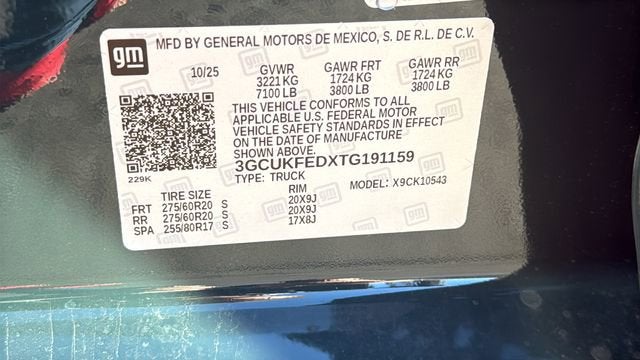 gm
MFD BY GENERAL MOTORS DE MEXICO, S. DE R.L. DE C.V.
10/25 GVWR GAWR FRT GAWR RR
3221 KG 1724 KG 1724 KG
7100 LB 3800 LB 3800 LB
THIS VEHICLE CONFORMS TO ALL
APPLICABLE U.S. FEDERAL MOTOR
VEHICLE SAFETY STANDARDS IN EFFECT
ON THE DATE OF MANUFACTURE
SHOWN ABOVE.
3GCUKFEDXTG191159
229K TYPE: TRUCK MODEL: X9CK10543
TIRE SIZE RIM
FRT 275/60R20 S 20X9J
RR 275/60R20 S 20X9J
SPA 255/80R17 S 17X8J